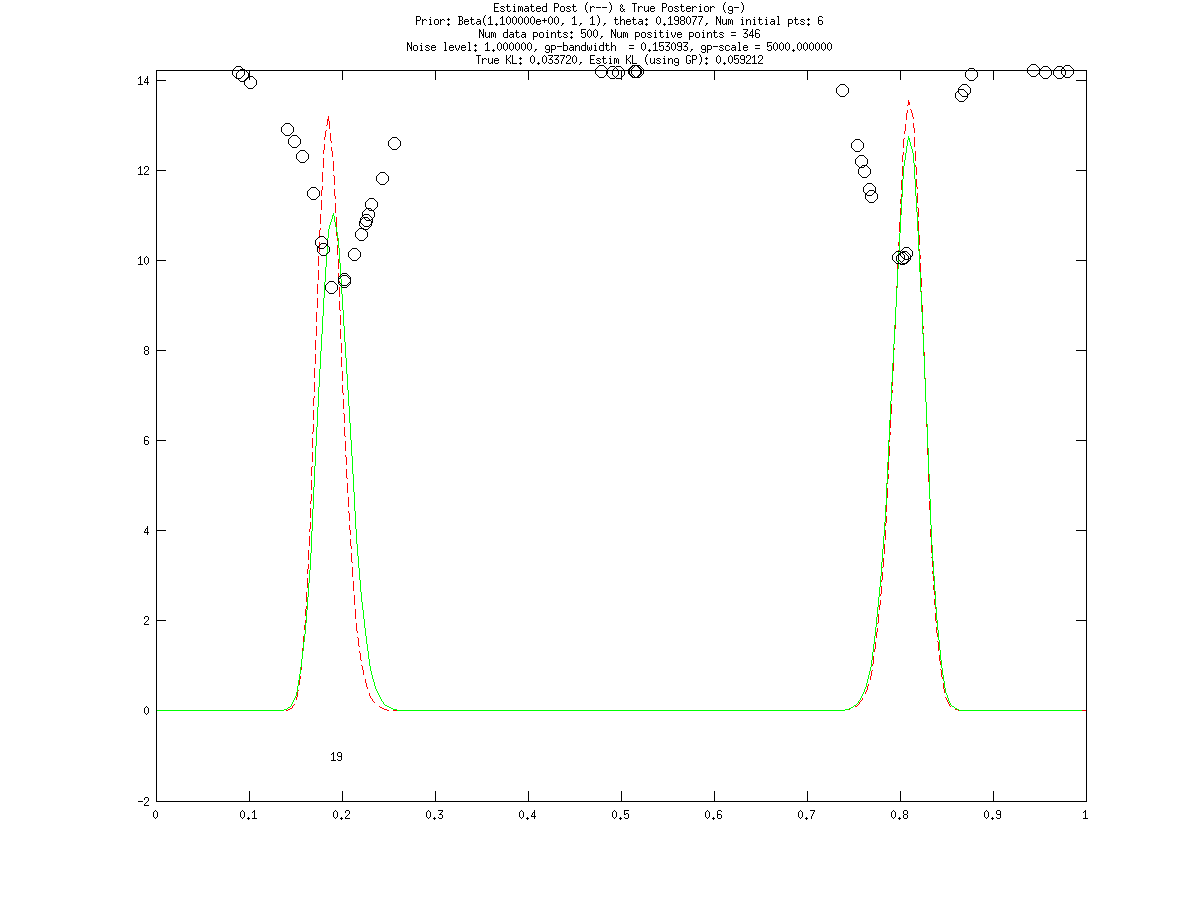 Estimated Post (r--) & True Posterior (g-)
Prior: Beta(1.100000e+00, 1, 1), theta: 0.198077, Num initial pts: 6
Num data points: 500, Num positive points = 346
Noise level: 1.000000, gp-bandwidth  = 0.153093, gp-scale = 5000.000000
True KL: 0.033720, Estim KL (using GP): 0.059212
14
12
10
8
6
4
2
0
19
-2
0 0.1 0.2 0.3 0.4 0.5 0.6 0.7 0.8 0.9 1